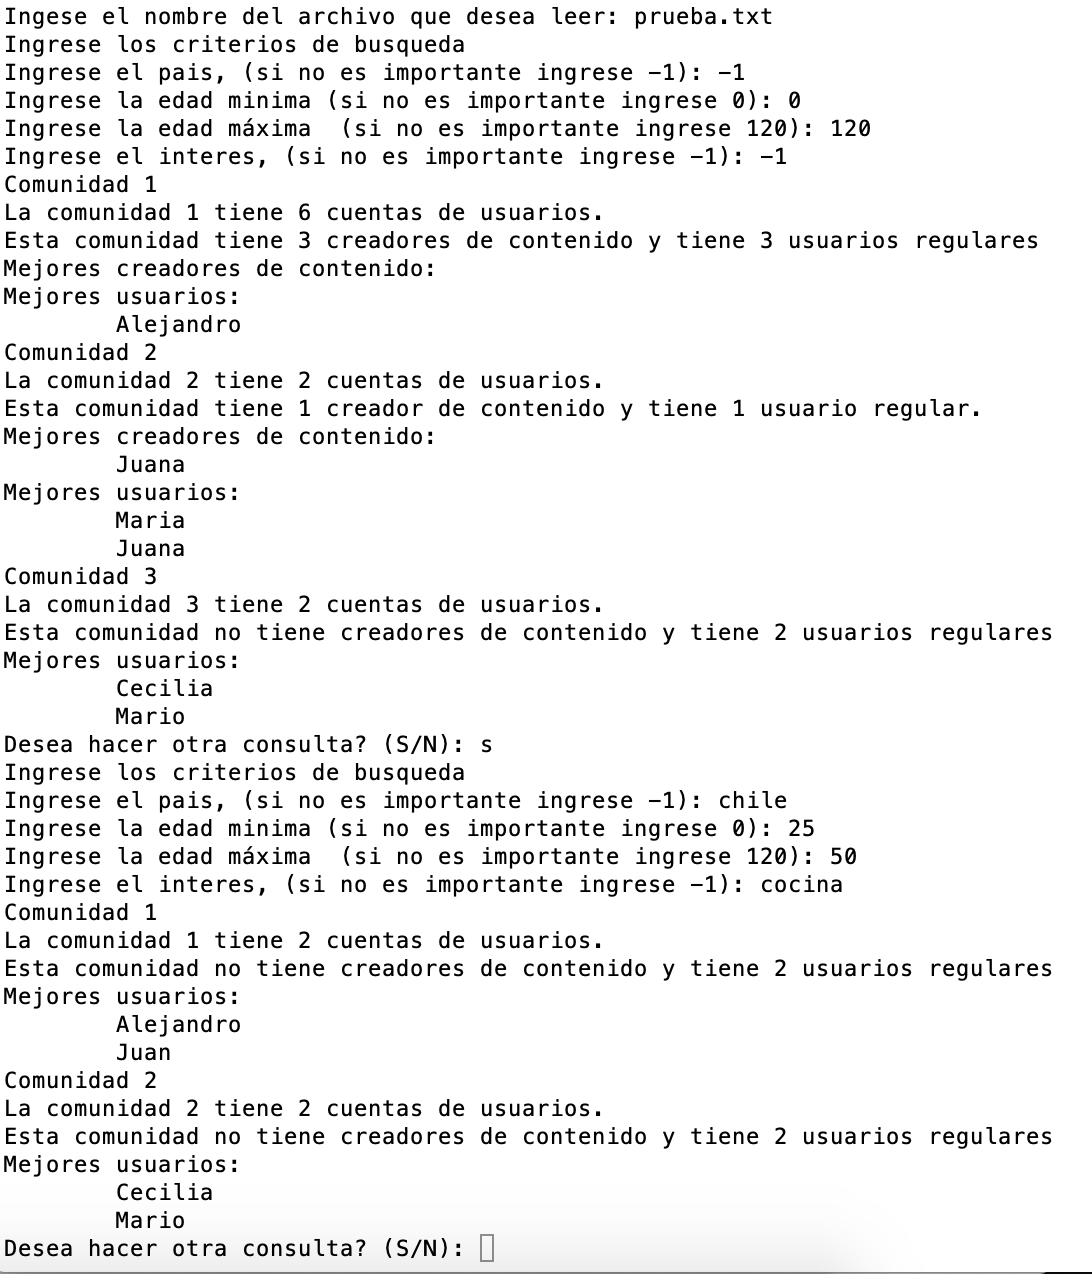 Ingese el nombre del archivo que desea leer: prueba.txt
Ingrese los criterios de busqueda
Ingrese el pais, (si no es importante ingrese -1): -1
Ingrese la edad minima (si no es importante ingrese 0): 0
Ingrese la edad máxima  (si no es importante ingrese 120): 120
Ingrese el interes, (si no es importante ingrese -1): -1
Comunidad 1
La comunidad 1 tiene 6 cuentas de usuarios.
Esta comunidad tiene 3 creadores de contenido y tiene 3 usuarios regulares
Mejores creadores de contenido:
Mejores usuarios:
        Alejandro
Comunidad 2
La comunidad 2 tiene 2 cuentas de usuarios.
Esta comunidad tiene 1 creador de contenido y tiene 1 usuario regular.
Mejores creadores de contenido:
        Juana
Mejores usuarios:
        Maria
        Juana
Comunidad 3
La comunidad 3 tiene 2 cuentas de usuarios.
Esta comunidad no tiene creadores de contenido y tiene 2 usuarios regulares
Mejores usuarios:
        Cecilia
        Mario
Desea hacer otra consulta? (S/N): s
Ingrese los criterios de busqueda
Ingrese el pais, (si no es importante ingrese -1): chile
Ingrese la edad minima (si no es importante ingrese 0): 25
Ingrese la edad máxima  (si no es importante ingrese 120): 50
Ingrese el interes, (si no es importante ingrese -1): cocina
Comunidad 1
La comunidad 1 tiene 2 cuentas de usuarios.
Esta comunidad no tiene creadores de contenido y tiene 2 usuarios regulares
Mejores usuarios:
        Alejandro
        Juan
Comunidad 2
La comunidad 2 tiene 2 cuentas de usuarios.
Esta comunidad no tiene creadores de contenido y tiene 2 usuarios regulares
Mejores usuarios:
        Cecilia
        Mario
Desea hacer otra consulta? (S/N):